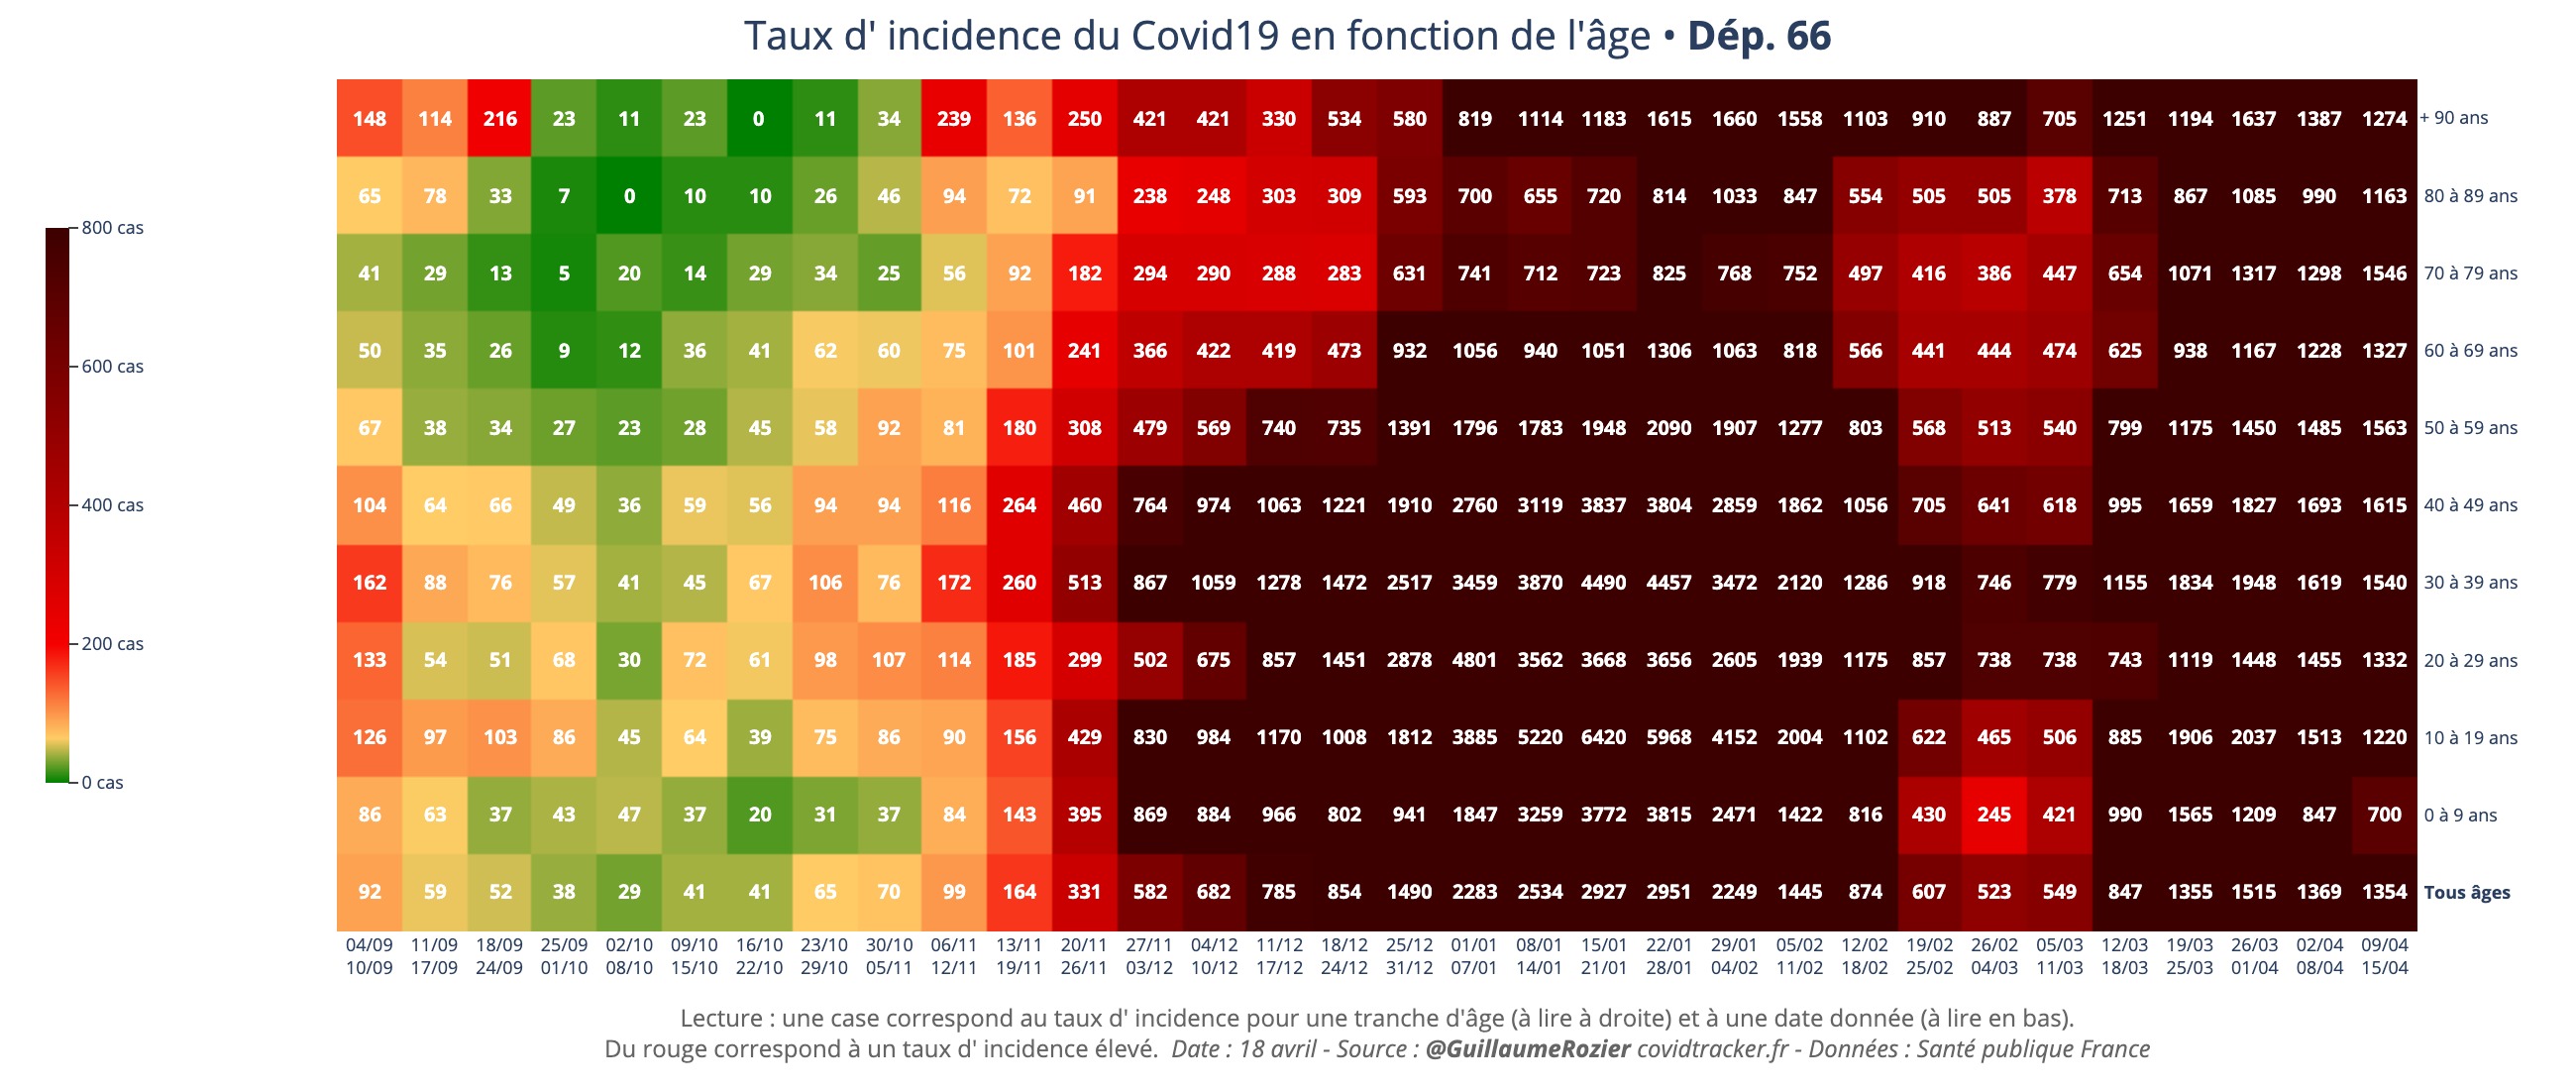 Taux d' incidence du Covid19 en fonction de l'âge • Dép. 66
800 cas
600 cas
400 cas
200 cas
0 cas
148 114 216 23 11 23 0 11 34 239 136 250 421 421 330 534 580 819 1114 1183 1615 1660 1558 1103 910 887 705 1251 1194 1637 1387 1274 + 90 ans
65 78 33 7 0 10 10 26 46 94 72 91 238 248 303 309 593 700 655 720 814 1033 847 554 505 505 378 713 867 1085 990 1163 80 à 89 ans
41 29 13 5 20 14 29 34 25 56 92 182 294 290 288 283 631 741 712 723 825 768 752 497 416 386 447 654 1071 1317 1298 1546 70 à 79 ans
50 35 26 9 12 36 41 62 60 75 101 241 366 422 419 473 932 1056 940 1051 1306 1063 818 566 441 444 474 625 938 1167 1228 1327 60 à 69 ans
67 38 34 27 23 28 45 58 92 81 180 308 479 569 740 735 1391 1796 1783 1948 2090 1907 1277 803 568 513 540 799 1175 1450 1485 1563 50 à 59 ans
104 64 66 49 36 59 56 94 94 116 264 460 764 974 1063 1221 1910 2760 3119 3837 3804 2859 1862 1056 705 641 618 995 1659 1827 1693 1615 40 à 49 ans
162 88 76 57 41 45 67 106 76 172 260 513 867 1059 1278 1472 2517 3459 3870 4490 4457 3472 2120 1286 918 746 779 1155 1834 1948 1619 1540 30 à 39 ans
133 54 51 68 30 72 61 98 107 114 185 299 502 675 857 1451 2878 4801 3562 3668 3656 2605 1939 1175 857 738 738 743 1119 1448 1455 1332 20 à 29 ans
126 97 103 86 45 64 39 75 86 90 156 429 830 984 1170 1008 1812 3885 5220 6420 5968 4152 2004 1102 622 465 506 885 1906 2037 1513 1220 10 à 19 ans
86 63 37 43 47 37 20 31 37 84 143 395 869 884 966 802 941 1847 3259 3772 3815 2471 1422 816 430 245 421 990 1565 1209 847 700 0 à 9 ans
92 59 52 38 29 41 41 65 70 99 164 331 582 682 785 854 1490 2283 2534 2927 2951 2249 1445 874 607 523 549 847 1355 1515 1369 1354 Tous âges
04/09 11/09 18/09 25/09 02/10 09/10 16/10 23/10 30/10 06/11 13/11 20/11 27/11 04/12 11/12 18/12 25/12 01/01 08/01 15/01 22/01 29/01 05/02 12/02 19/02 26/02 05/03 12/03 19/03 26/03 02/04 09/04
10/09 17/09 24/09 01/10 08/10 15/10 22/10 29/10 05/11 12/11 19/11 26/11 03/12 10/12 17/12 24/12 31/12 07/01 14/01 21/01 28/01 04/02 11/02 18/02 25/02 04/03 11/03 18/03 25/03 01/04 08/04 15/04
Lecture : une case correspond au taux d' incidence pour une tranche d'âge (à lire à droite) et à une date donnée (à lire en bas).
Du rouge correspond à un taux d' incidence élevé. Date : 18 avril - Source : @GuillaumeRozier covidtracker.fr - Données : Santé publique France